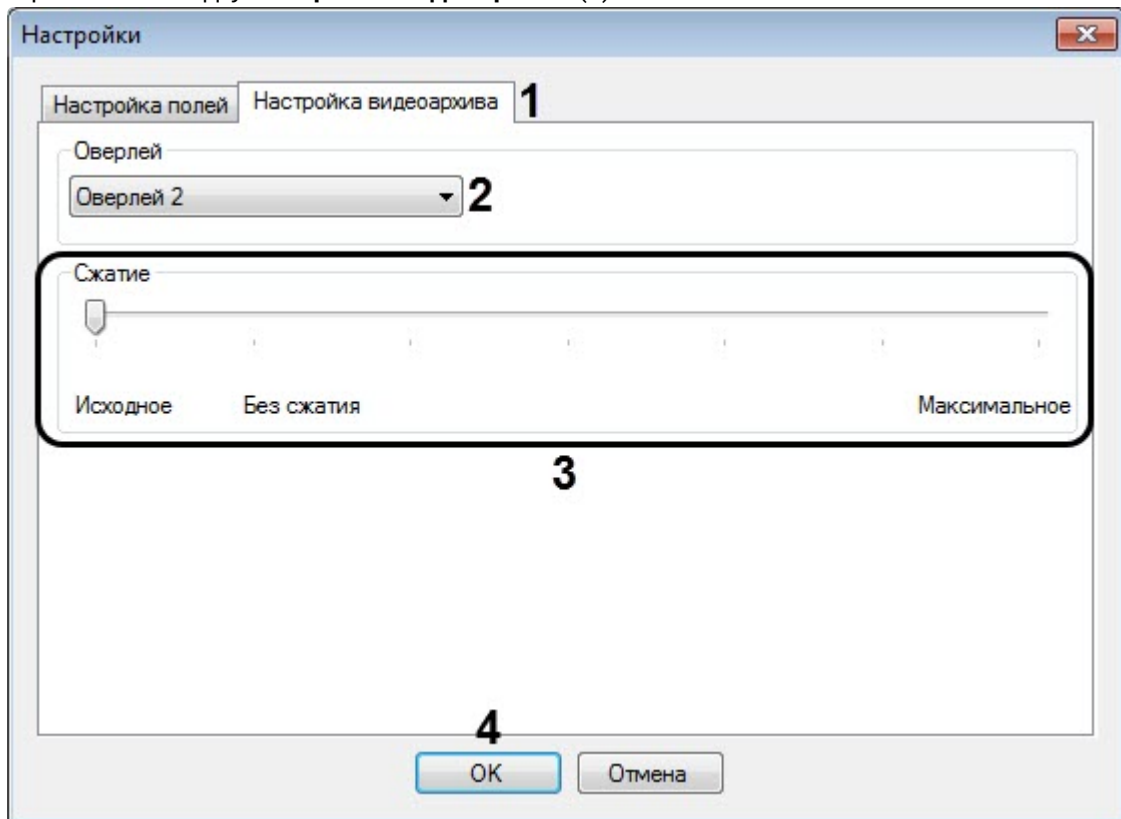 Настройки
Настройка полей Настройка видеоархива 1
Оверлей
Оверлей 2 2
Сжатие
Исходное Без сжатия Максимальное
3
4
OK Отмена